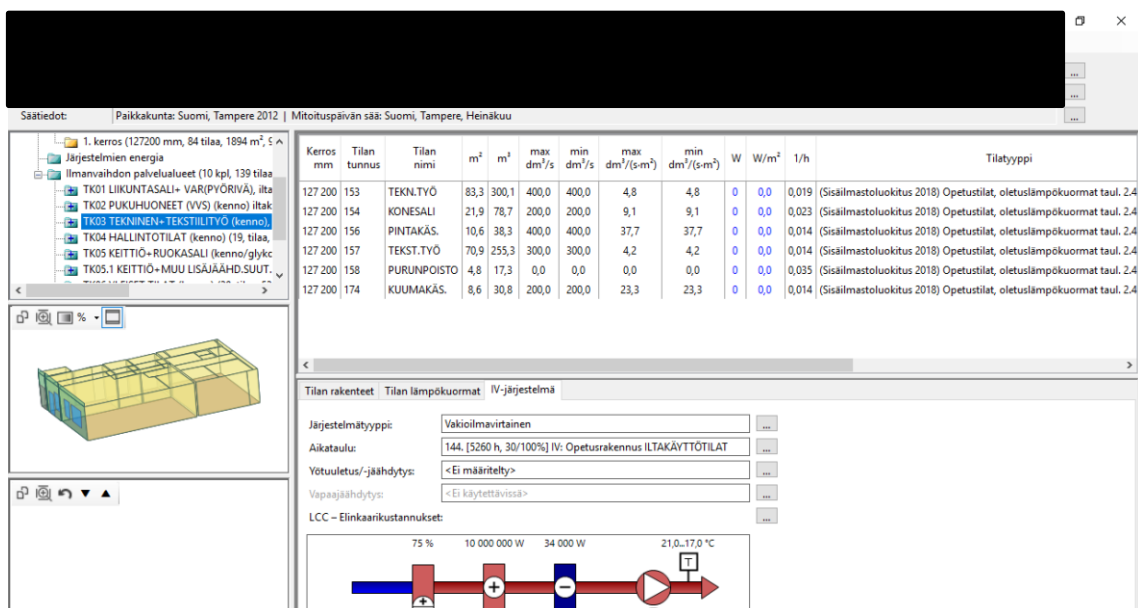 ...
...
Säätiedot: Paikkakunta: Suomi, Tampere 2012 | Mitoituspäivän sää: Suomi, Tampere, Heinäkuu ...
1. kerros (127200 mm, 84 tilaa, 1894 m²,
Järjestelmien energia
Ilmanvaihdon palvelualueet (10 kpl, 139 tilaa
TK01 LIIKUNTASALI+ VAR(PYÖRIVÄ), ilta
TK02 PUKUHUONEET (VVS) (kenno) iltak
TK03 TEKNINEN+TEKSTIILITYÖ (kenno),
TK04 HALLINTOTILAT (kenno) (19, tilaa,
TK05 KEITTIÖ+RUOKASALI (kenno/glykc
TK05.1 KEITTIÖ+MUU LISÄJÄÄHD.SUUT.
Kerros mm Tilan tunnus Tilan nimi m² m³ max dm³/s min dm³/s max dm³/(s·m²) min dm³/(s·m²) W W/m² 1/h Tilatyyppi
127 200 153 TEKN.TYÖ 83,3 300,1 400,0 400,0 4,8 4,8 0 0,0 0,019 (Sisäilmastoluokitus 2018) Opetustilat, oletuslämpökuormat taul. 2.4
127 200 154 KONESALI 21,9 78,7 200,0 200,0 9,1 9,1 0 0,0 0,023 (Sisäilmastoluokitus 2018) Opetustilat, oletuslämpökuormat taul. 2.4
127 200 156 PINTAKÄS. 10,6 38,3 400,0 400,0 37,7 37,7 0 0,0 0,014 (Sisäilmastoluokitus 2018) Opetustilat, oletuslämpökuormat taul. 2.4
127 200 157 TEKST.TYÖ 70,9 255,3 300,0 300,0 4,2 4,2 0 0,0 0,014 (Sisäilmastoluokitus 2018) Opetustilat, oletuslämpökuormat taul. 2.4
127 200 158 PURUNPOISTO 4,8 17,3 0,0 0,0 0,0 0,0 0 0,0 0,035 (Sisäilmastoluokitus 2018) Opetustilat, oletuslämpökuormat taul. 2.4
127 200 174 KUUMAKÄS. 8,6 30,8 200,0 200,0 23,3 23,3 0 0,0 0,014 (Sisäilmastoluokitus 2018) Opetustilat, oletuslämpökuormat taul. 2.4
%
Tilan rakenteet Tilan lämpökuormat IV-järjestelmä
Järjestelmätyyppi: Vakioilmavirtainen ...
Aikataulu: 144. [5260 h, 30/100%] IV: Opetusrakennus ILTAKÄYTTÖTILAT ...
Yötuuletus/-jäähdytys: <Ei määritelty> ...
Vapaajäähdytys: <Ei käytettävissä> ...
LCC – Elinkaarikustannukset: ...
75 % 10 000 000 W 34 000 W 21,0..17,0 °C
T